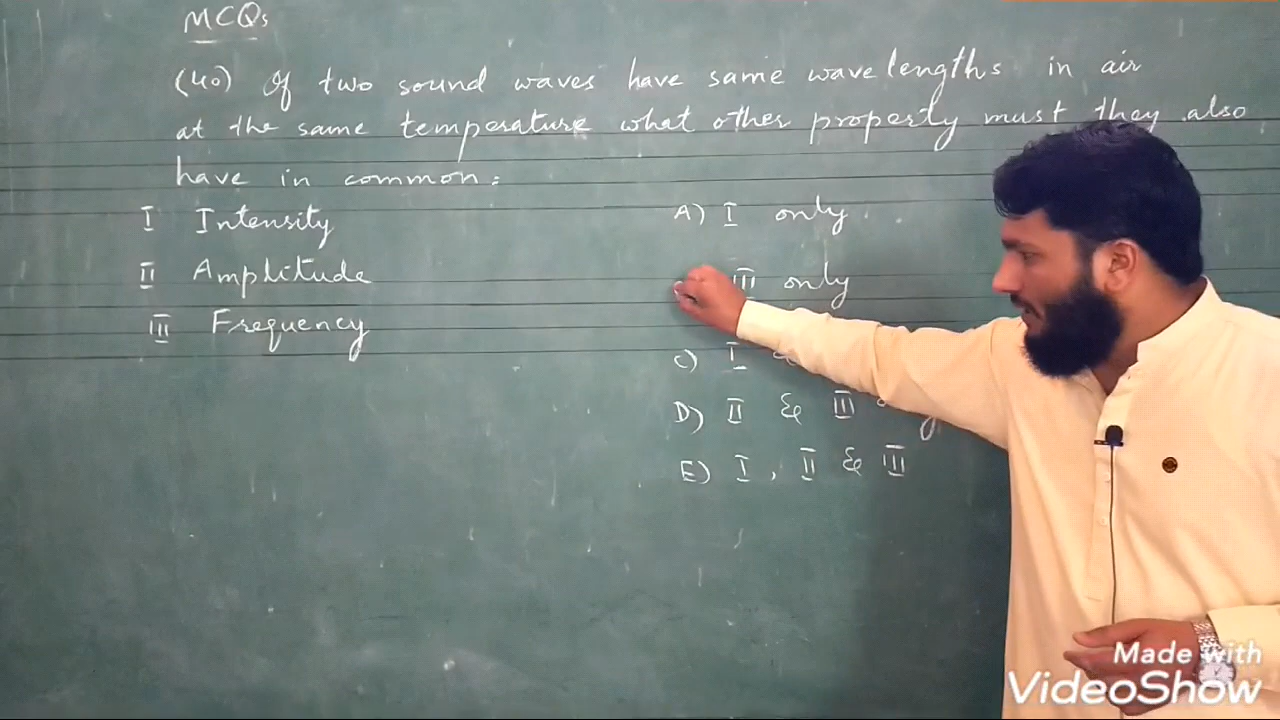 MCQs
(40) If two sound waves have same wavelengths in air
at the same temperature what other property must they also
have in common:
I Intensity
II Amplitude
III Frequency
A) I only
III only
C) I &
D) II & III
E) I, II & III
Made with
VideoShow